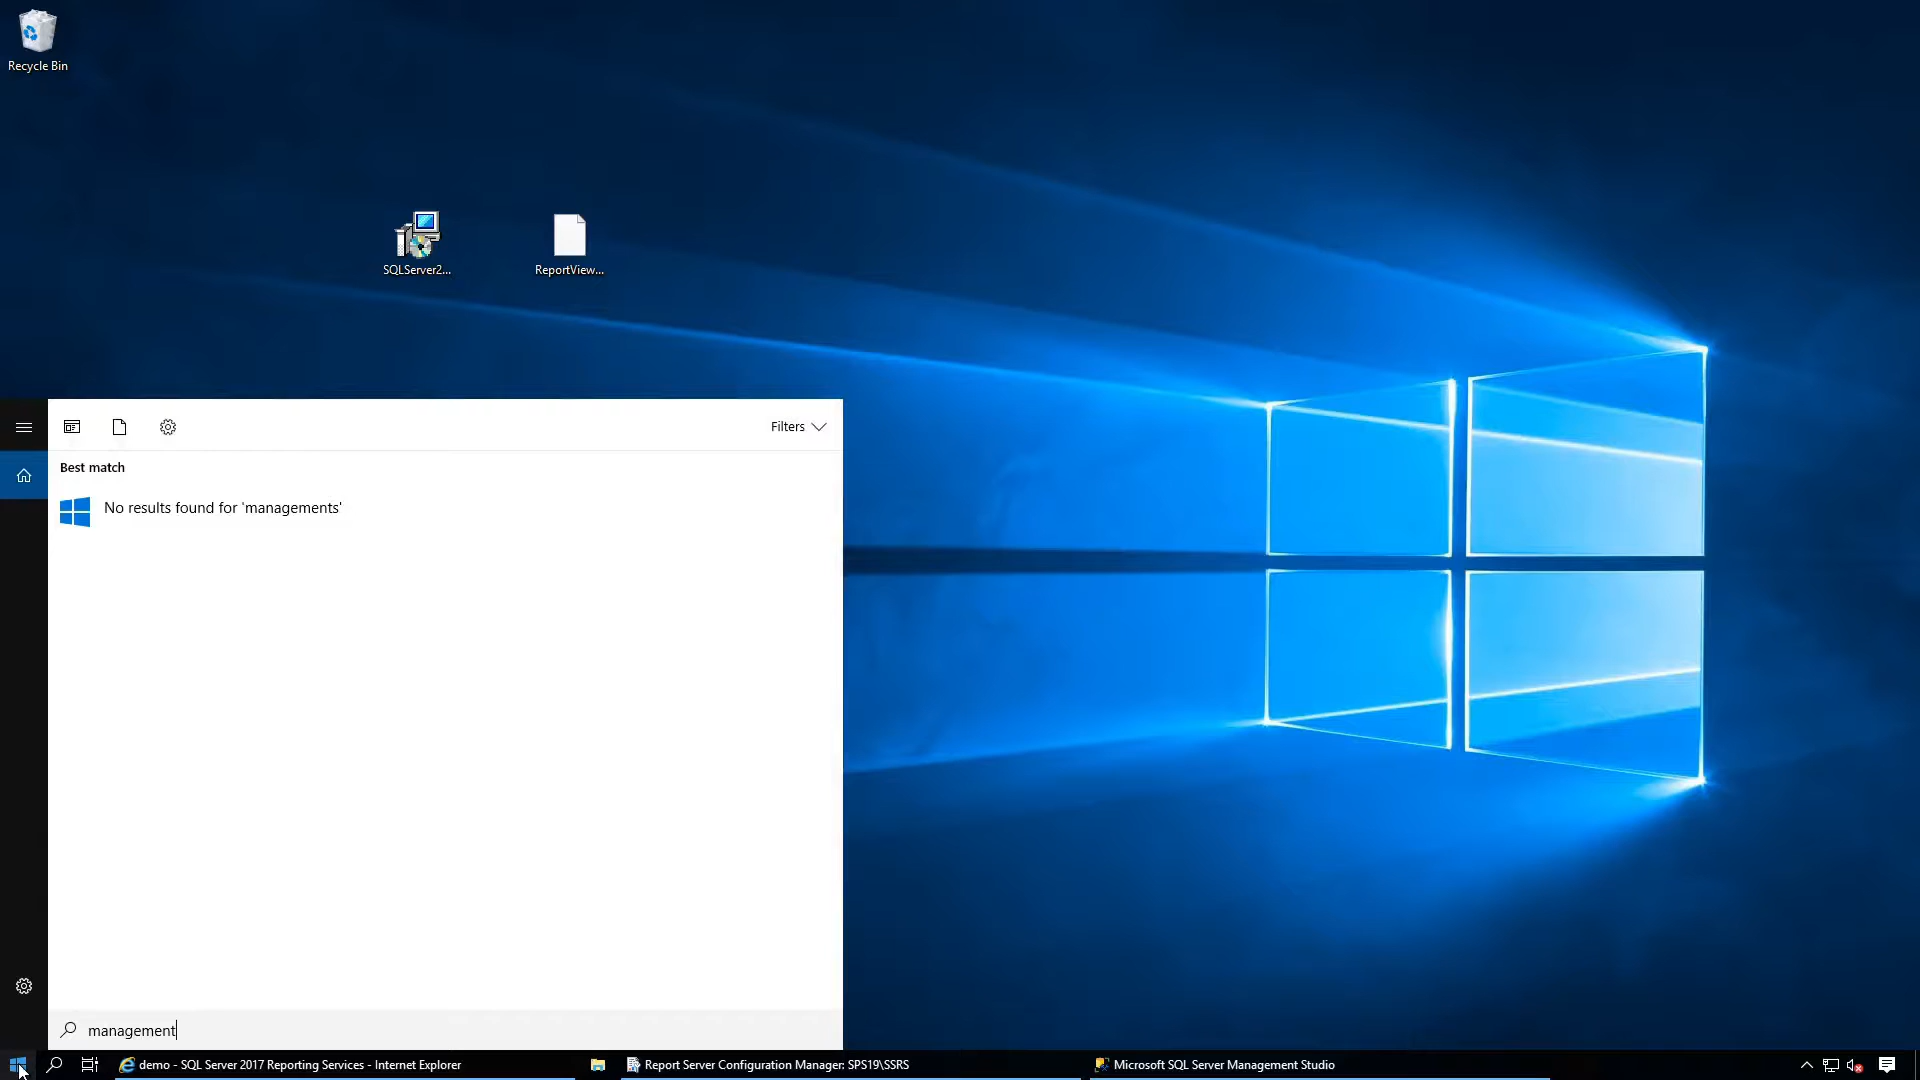 Recycle Bin
SQLServer2...
ReportView...
Filters
Best match
No results found for 'managements'
management
demo - SQL Server 2017 Reporting Services - Internet Explorer
Report Server Configuration Manager: SPS19\SSRS
Microsoft SQL Server Management Studio